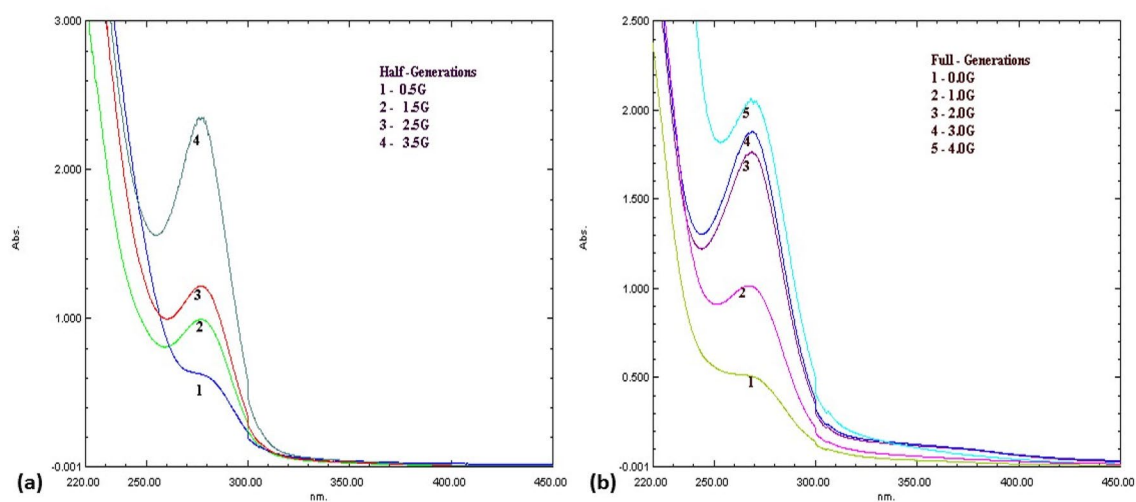 3.000
2.000
1.000
-0.001
Abs.
220.00
250.00
300.00
350.00
400.00
450.00
nm.
Half -Generations
1 - 0.5G
2 - 1.5G
3 - 2.5G
4 - 3.5G
4
3
2
1
(a)
2.500
2.000
1.500
1.000
0.500
-0.001
Abs.
220.00
250.00
300.00
350.00
400.00
450.00
nm.
Full - Generations
1 - 0.0G
2 - 1.0G
3 - 2.0G
4 - 3.0G
5 - 4.0G
5
4
3
2
1
(b)